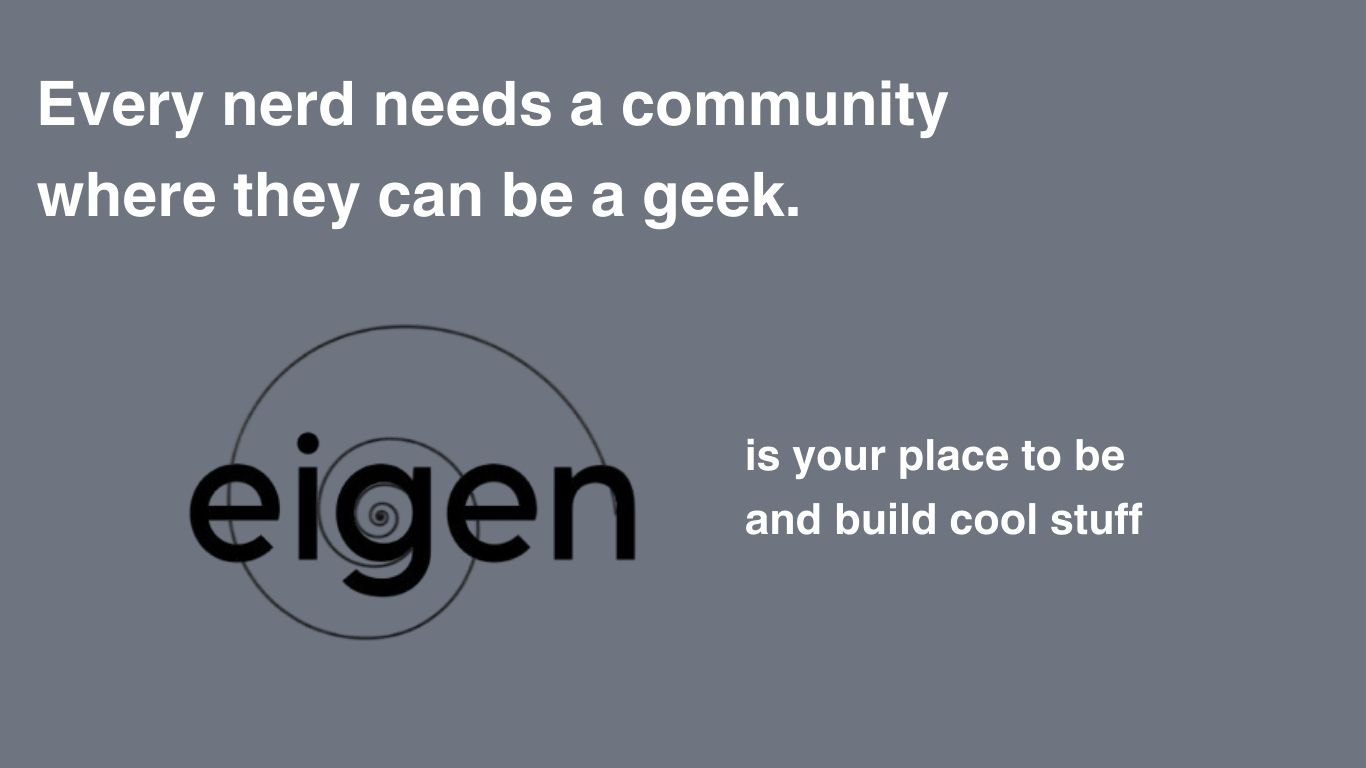 Every nerd needs a community
where they can be a geek.
eigen
is your place to be
and build cool stuff